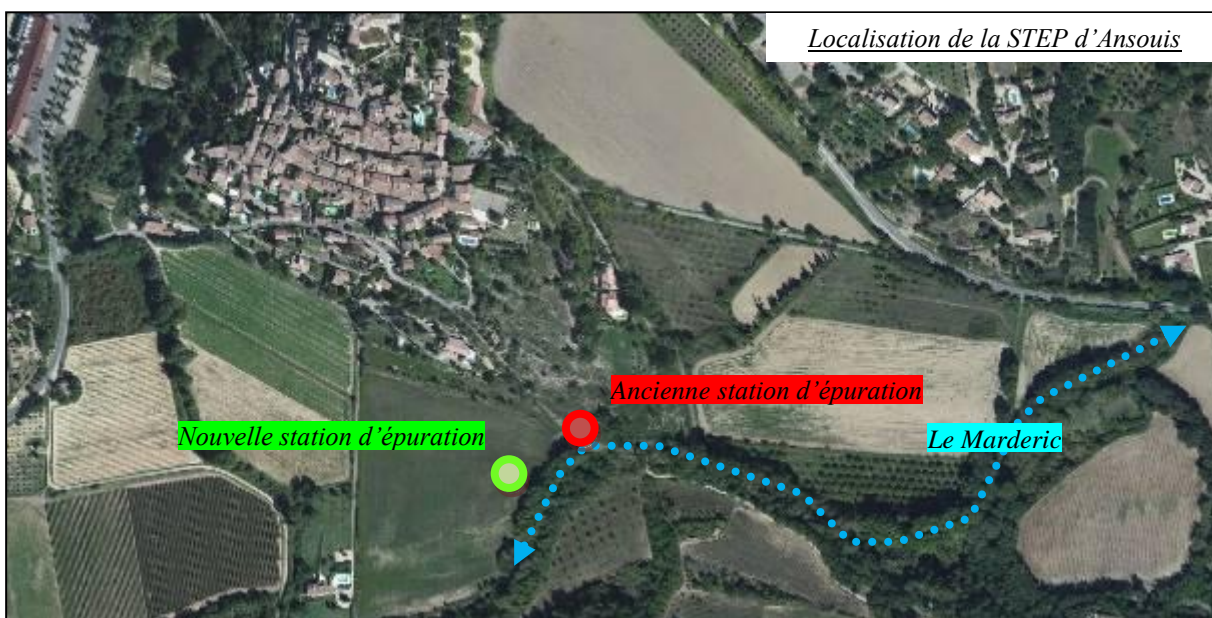 Localisation de la STEP d’Ansouis
Ancienne station d’épuration
Nouvelle station d’épuration
Le Marderic